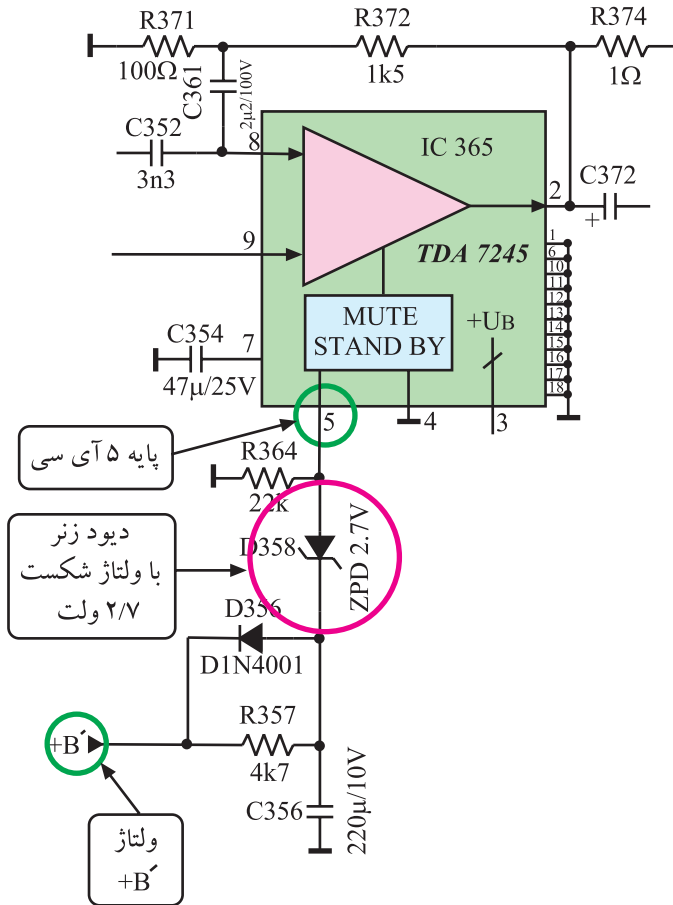 R371
R372
R374
100Ω
1k5
1Ω
C361
2µ2/100V
C352
3n3
8
IC 365
2
C372
+
9
TDA 7245
1
6
10
11
12
13
14
15
16
17
18
MUTE
STAND BY
+UB
C354
47µ/25V
7
5
4
3
پایه ۵ آی سی
R364
22k
دیود زنر
با ولتاژ شکست
۲/۷ ولت
D358
ZPD 2.7V
D356
D1N4001
+B´
R357
4k7
C356
220µ/10V
ولتاژ
+B´